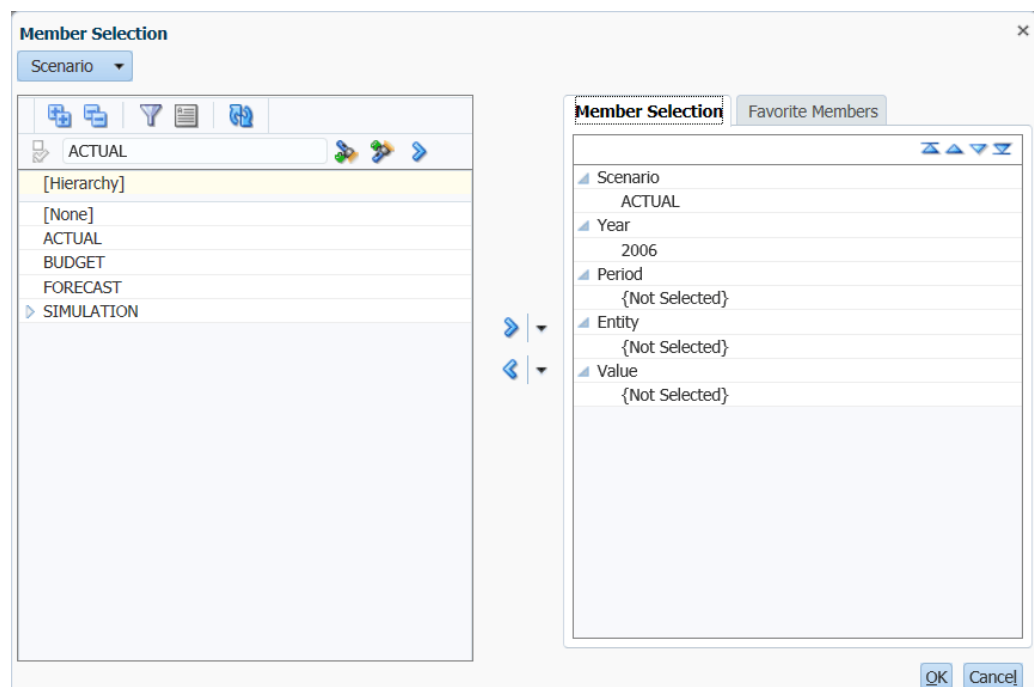 Member Selection
Scenario
ACTUAL
[Hierarchy]
[None]
ACTUAL
BUDGET
FORECAST
SIMULATION
Member Selection
Favorite Members
Scenario
ACTUAL
Year
2006
Period
{Not Selected}
Entity
{Not Selected}
Value
{Not Selected}
OK
Cancel